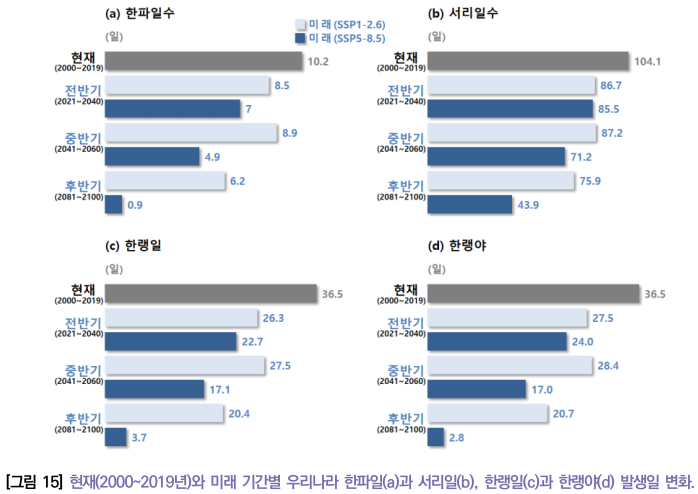 (a) 한파일수
미래 (SSP1-2.6)
미래 (SSP5-8.5)
(일)
현재
(2000~2019)
10.2
전반기
(2021~2040)
8.5
7
중반기
(2041~2060)
8.9
4.9
후반기
(2081~2100)
6.2
0.9
(b) 서리일수
(일)
현재
(2000~2019)
104.1
전반기
(2021~2040)
86.7
85.5
중반기
(2041~2060)
87.2
71.2
후반기
(2081~2100)
75.9
43.9
(c) 한랭일
(일)
현재
(2000~2019)
36.5
전반기
(2021~2040)
26.3
22.7
중반기
(2041~2060)
27.5
17.1
후반기
(2081~2100)
20.4
3.7
(d) 한랭야
(일)
현재
(2000~2019)
36.5
전반기
(2021~2040)
27.5
24.0
중반기
(2041~2060)
28.4
17.0
후반기
(2081~2100)
20.7
2.8
[그림 15] 현재(2000~2019년)와 미래 기간별 우리나라 한파일(a)과 서리일(b), 한랭일(c)과 한랭야(d) 발생일 변화.